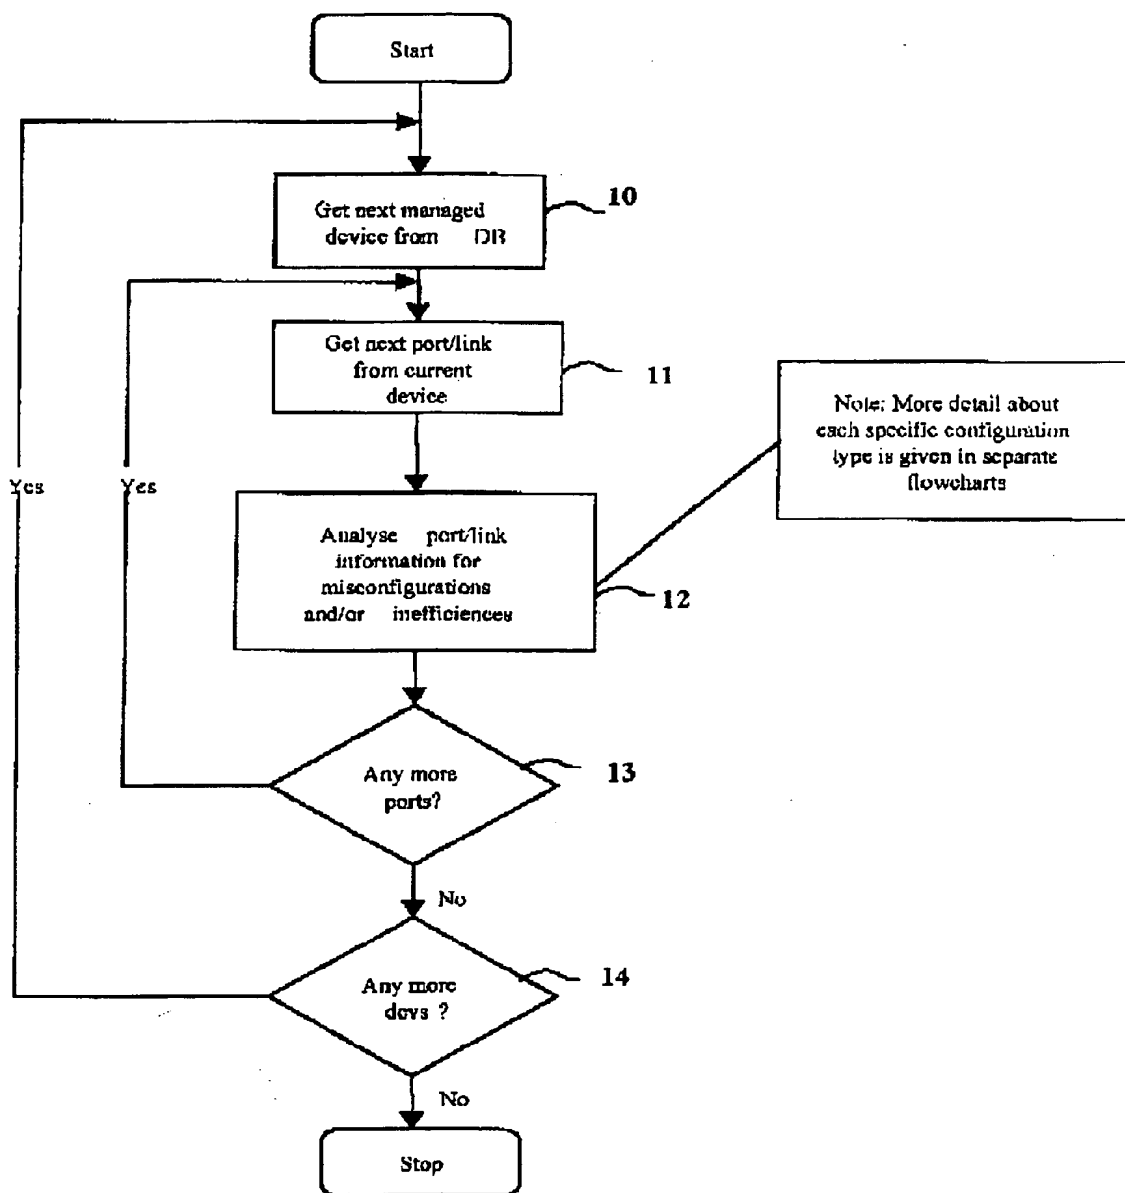 Start
Get next managed
device from DB
10
Get next port/link
from current
device
11
Note: More detail about
each specific configuration
type is given in separate
flowcharts
Yes
Yes
Analyse port/link
information for
misconfigurations
and/or inefficiences
12
Any more
ports?
13
No
Any more
devs ?
14
No
Stop